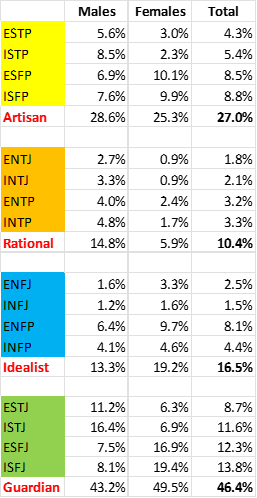 Males Females Total
ESTP 5.6% 3.0% 4.3%
ISTP 8.5% 2.3% 5.4%
ESFP 6.9% 10.1% 8.5%
ISFP 7.6% 9.9% 8.8%
Artisan 28.6% 25.3% 27.0%
ENTJ 2.7% 0.9% 1.8%
INTJ 3.3% 0.9% 2.1%
ENTP 4.0% 2.4% 3.2%
INTP 4.8% 1.7% 3.3%
Rational 14.8% 5.9% 10.4%
ENFJ 1.6% 3.3% 2.5%
INFJ 1.2% 1.6% 1.5%
ENFP 6.4% 9.7% 8.1%
INFP 4.1% 4.6% 4.4%
Idealist 13.3% 19.2% 16.5%
ESTJ 11.2% 6.3% 8.7%
ISTJ 16.4% 6.9% 11.6%
ESFJ 7.5% 16.9% 12.3%
ISFJ 8.1% 19.4% 13.8%
Guardian 43.2% 49.5% 46.4%